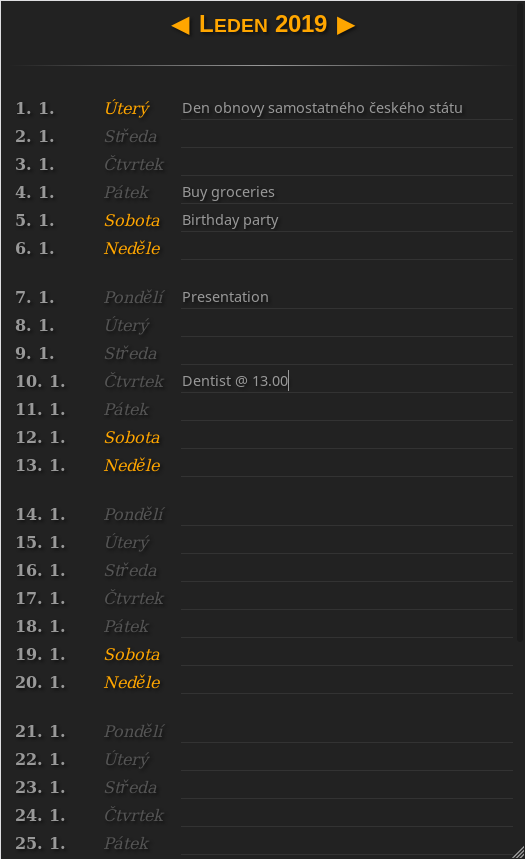 ◀ Leden 2019 ▶
1. 1. Úterý Den obnovy samostatného českého státu
2. 1. Středa
3. 1. Čtvrtek
4. 1. Pátek Buy groceries
5. 1. Sobota Birthday party
6. 1. Neděle
7. 1. Pondělí Presentation
8. 1. Úterý
9. 1. Středa
10. 1. Čtvrtek Dentist @ 13.00
11. 1. Pátek
12. 1. Sobota
13. 1. Neděle
14. 1. Pondělí
15. 1. Úterý
16. 1. Středa
17. 1. Čtvrtek
18. 1. Pátek
19. 1. Sobota
20. 1. Neděle
21. 1. Pondělí
22. 1. Úterý
23. 1. Středa
24. 1. Čtvrtek
25. 1. Pátek